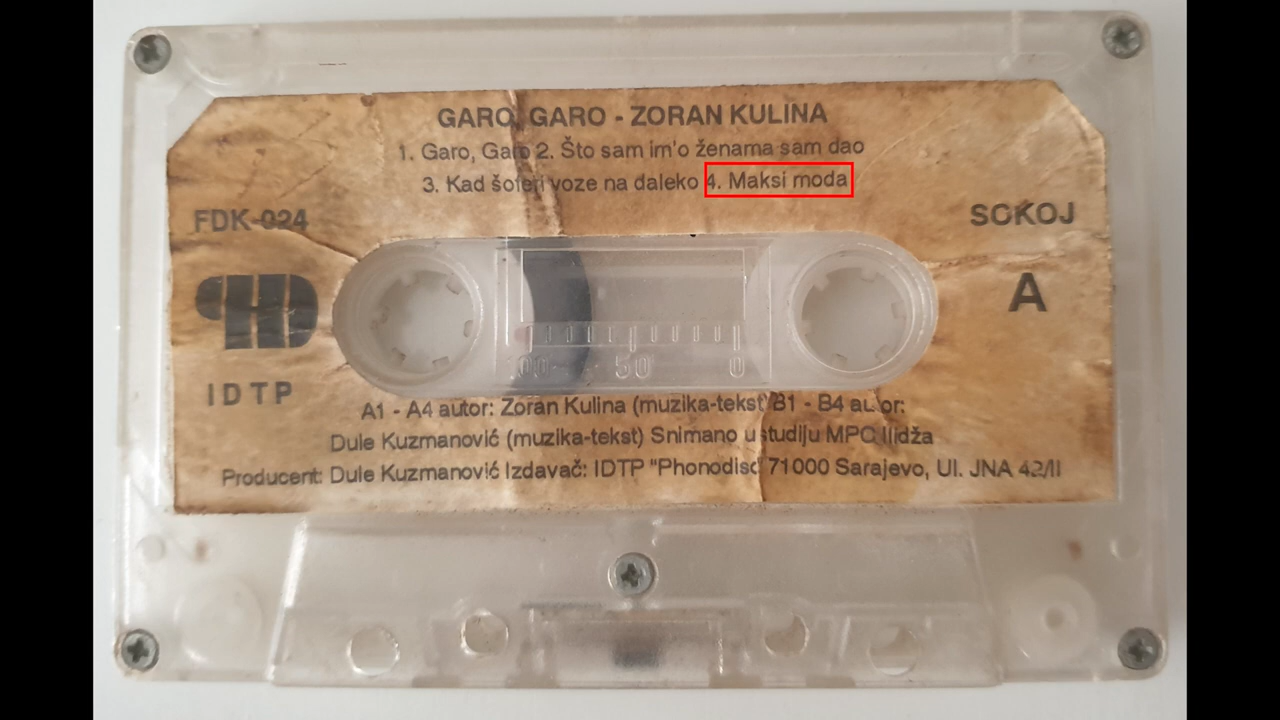 GARO, GARO - ZORAN KULINA
1. Garo, Garo 2. Što sam im'o ženama sam dao
3. Kad šoferi voze na daleko 4. Maksi moda
FDK-024
SOKOJ
A
IDTP
100 50 0
A1 - A4 autor: Zoran Kulina (muzika-tekst) B1 - B4 autor:
Dule Kuzmanović (muzika-tekst) Snimano u studiju MPC Ilidža
Producent: Dule Kuzmanović Izdavač: IDTP "Phonodisc" 71000 Sarajevo, Ul. JNA 42/II